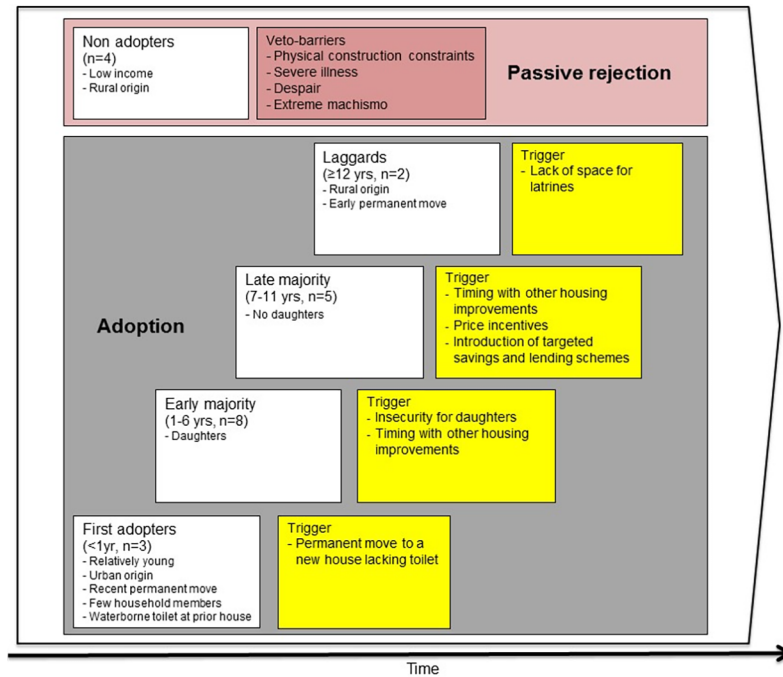 Non adopters
(n=4)
- Low income
- Rural origin
Veto-barriers
- Physical construction constraints
- Severe illness
- Despair
- Extreme machismo
Passive rejection
Laggards
(≥12 yrs, n=2)
- Rural origin
- Early permanent move
Trigger
- Lack of space for
latrines
Late majority
(7-11 yrs, n=5)
- No daughters
Trigger
- Timing with other housing
improvements
- Price incentives
- Introduction of targeted
savings and lending schemes
Adoption
Early majority
(1-6 yrs, n=8)
- Daughters
Trigger
- Insecurity for daughters
- Timing with other housing
improvements
First adopters
(<1yr, n=3)
- Relatively young
- Urban origin
- Recent permanent move
- Few household members
- Waterborne toilet at prior house
Trigger
- Permanent move to a
new house lacking toilet
Time